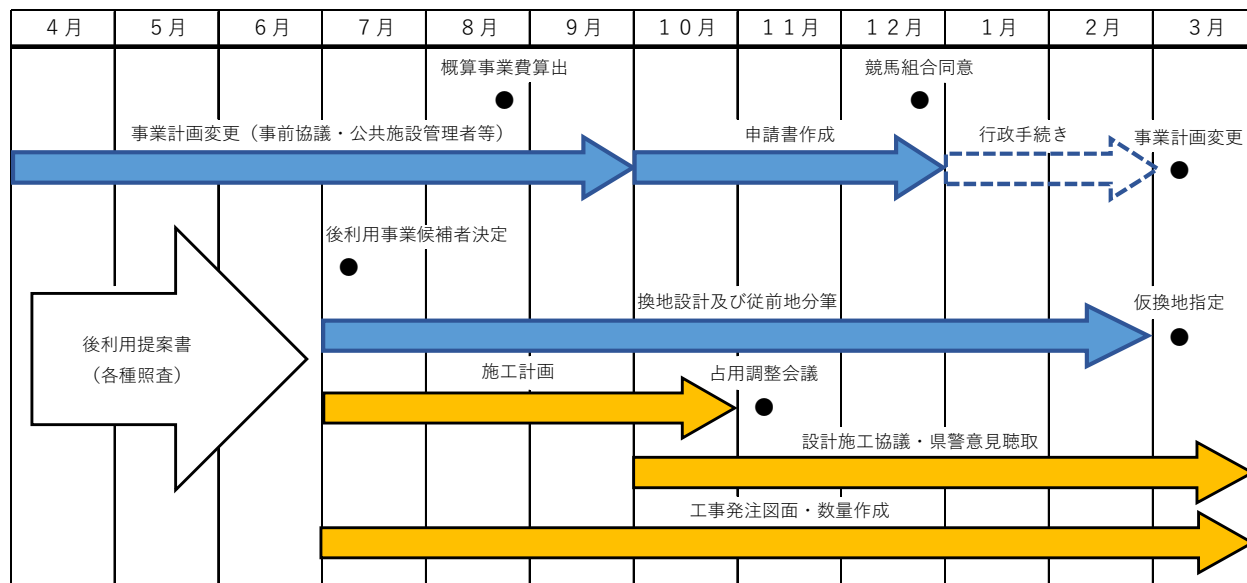 ４月 ５月 ６月 ７月 ８月 ９月 １０月 １１月 １２月 １月 ２月 ３月
概算事業費算出 競馬組合同意
事業計画変更（事前協議・公共施設管理者等） 申請書作成 行政手続き 事業計画変更
後利用事業候補者決定
換地設計及び従前地分筆 仮換地指定
後利用提案書
（各種照査）
施工計画 占用調整会議
設計施工協議・県警意見聴取
工事発注図面・数量作成